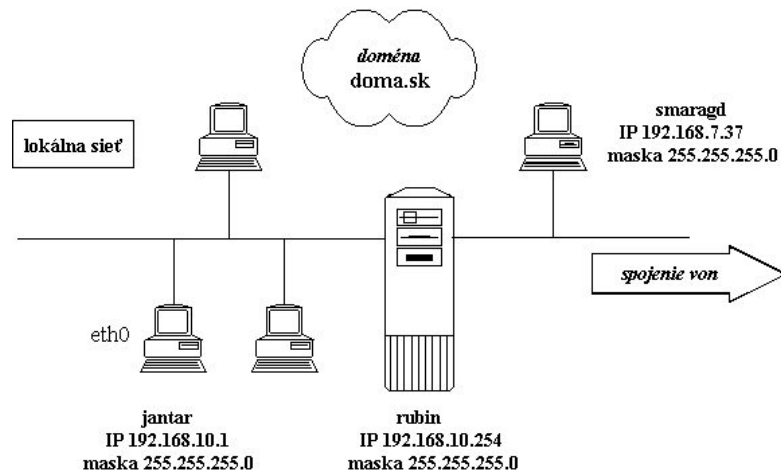 doména
doma.sk
smaragd
IP 192.168.7.37
maska 255.255.255.0
lokálna sieť
spojenie von
eth0
jantar
IP 192.168.10.1
maska 255.255.255.0
rubin
IP 192.168.10.254
maska 255.255.255.0